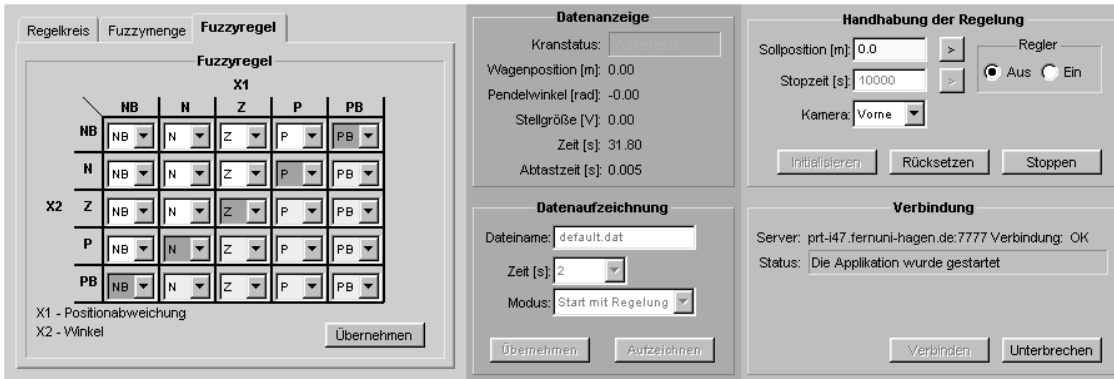 Regelkreis Fuzzymenge Fuzzyregel
Fuzzyregel
X1
NB N Z P PB
NB NB N Z P PB
N NB N Z P PB
X2 Z NB N Z P PB
P NB N Z P PB
PB NB N Z P PB
X1 - Positionabweichung
X2 - Winkel
Übernehmen
Datenanzeige
Kranstatus: Vorbereitet
Wagenposition [m]: 0.00
Pendelwinkel [rad]: -0.00
Stellgröße [V]: 0.00
Zeit [s]: 31.80
Abtastzeit [s]: 0.005
Datenaufzeichnung
Dateiname: default.dat
Zeit [s]: 2
Modus: Start mit Regelung
Übernehmen Aufzeichnen
Handhabung der Regelung
Sollposition [m]: 0.0 >
Stopzeit [s]: 10000 >
Kamera: Vorne
Regler
Aus Ein
Initialisieren Rücksetzen Stoppen
Verbindung
Server: prt-i47.fernuni-hagen.de:7777 Verbindung: OK
Status: Die Applikation wurde gestartet
Verbinden Unterbrechen